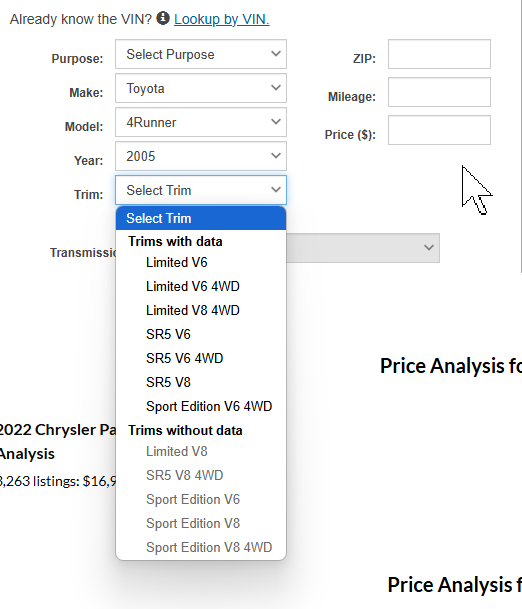 Already know the VIN? Lookup by VIN.
Purpose: Select Purpose
ZIP:
Make: Toyota
Mileage:
Model: 4Runner
Price ($):
Year: 2005
Trim: Select Trim
Select Trim
Trims with data
Limited V6
Limited V6 4WD
Transmissio
Limited V8 4WD
SR5 V6
SR5 V6 4WD
Price Analysis fo
SR5 V8
Sport Edition V6 4WD
2022 Chrysler Pa
Trims without data
Analysis
Limited V8
3,263 listings: $16,9
SR5 V8 4WD
Sport Edition V6
Sport Edition V8
Sport Edition V8 4WD
Price Analysis f